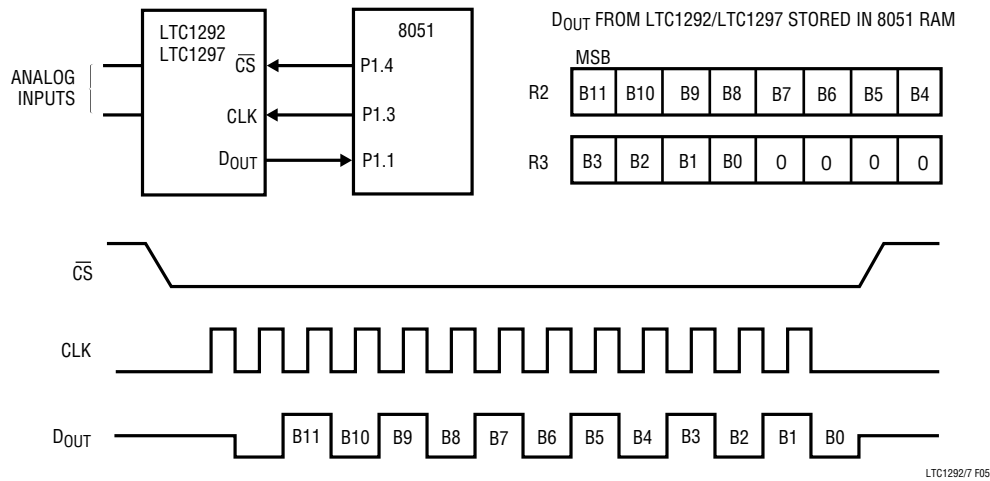 LTC1292
LTC1297
8051
ANALOG
INPUTS
CS
CLK
DOUT
P1.4
P1.3
P1.1
DOUT FROM LTC1292/LTC1297 STORED IN 8051 RAM
MSB
R2 B11 B10 B9 B8 B7 B6 B5 B4
R3 B3 B2 B1 B0 0 0 0 0
CS
CLK
DOUT B11 B10 B9 B8 B7 B6 B5 B4 B3 B2 B1 B0
LTC1292/7 F05